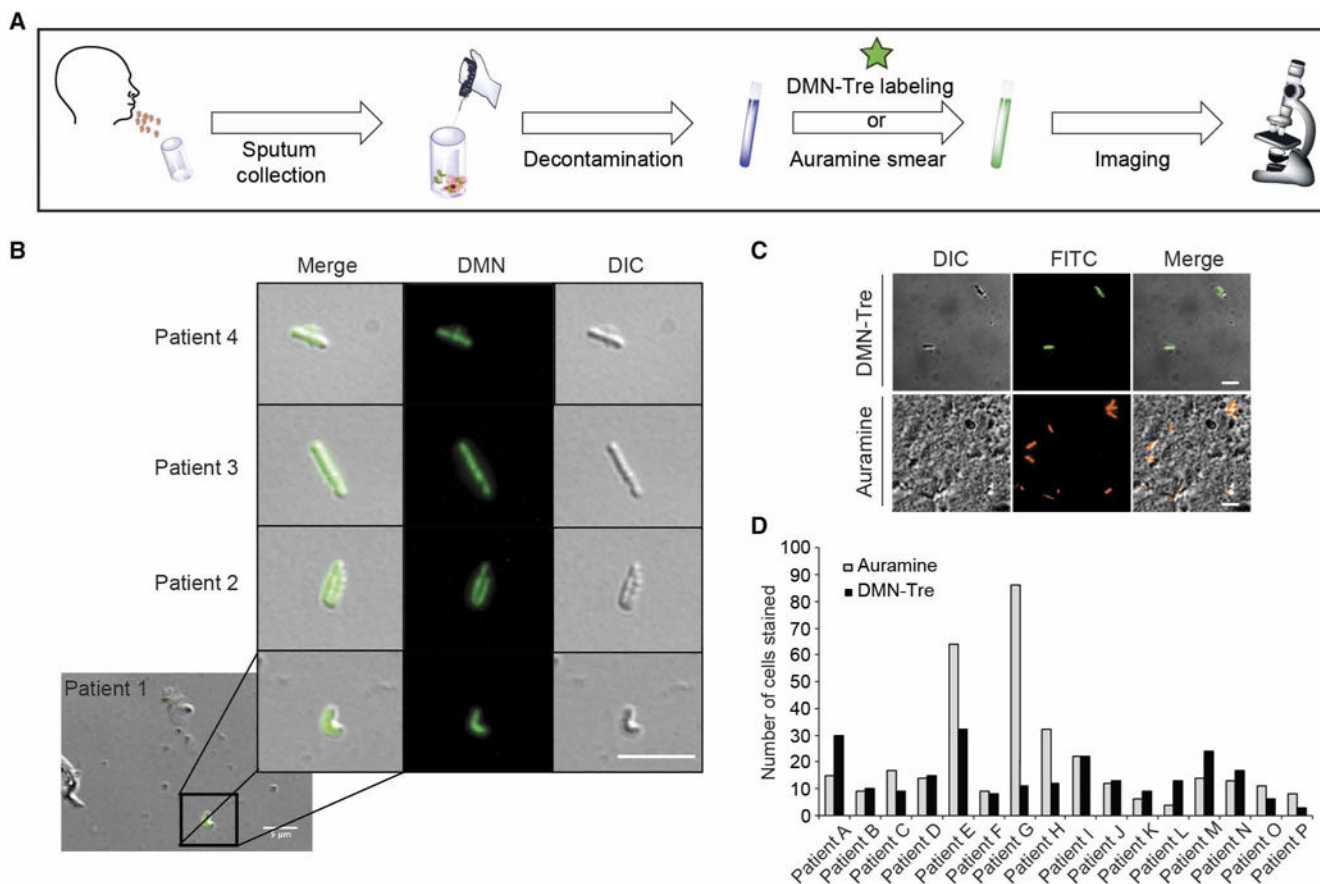 A
Sputum
collection
Decontamination
DMN-Tre labeling
or
Auramine smear
Imaging
B
Merge
DMN
DIC
Patient 4
Patient 3
Patient 2
Patient 1
5 µm
C
DIC
FITC
Merge
DMN-Tre
Auramine
D
Number of cells stained
100
90
80
70
60
50
40
30
20
10
0
Auramine
DMN-Tre
Patient A
Patient B
Patient C
Patient D
Patient E
Patient F
Patient G
Patient H
Patient I
Patient J
Patient K
Patient L
Patient M
Patient N
Patient O
Patient P